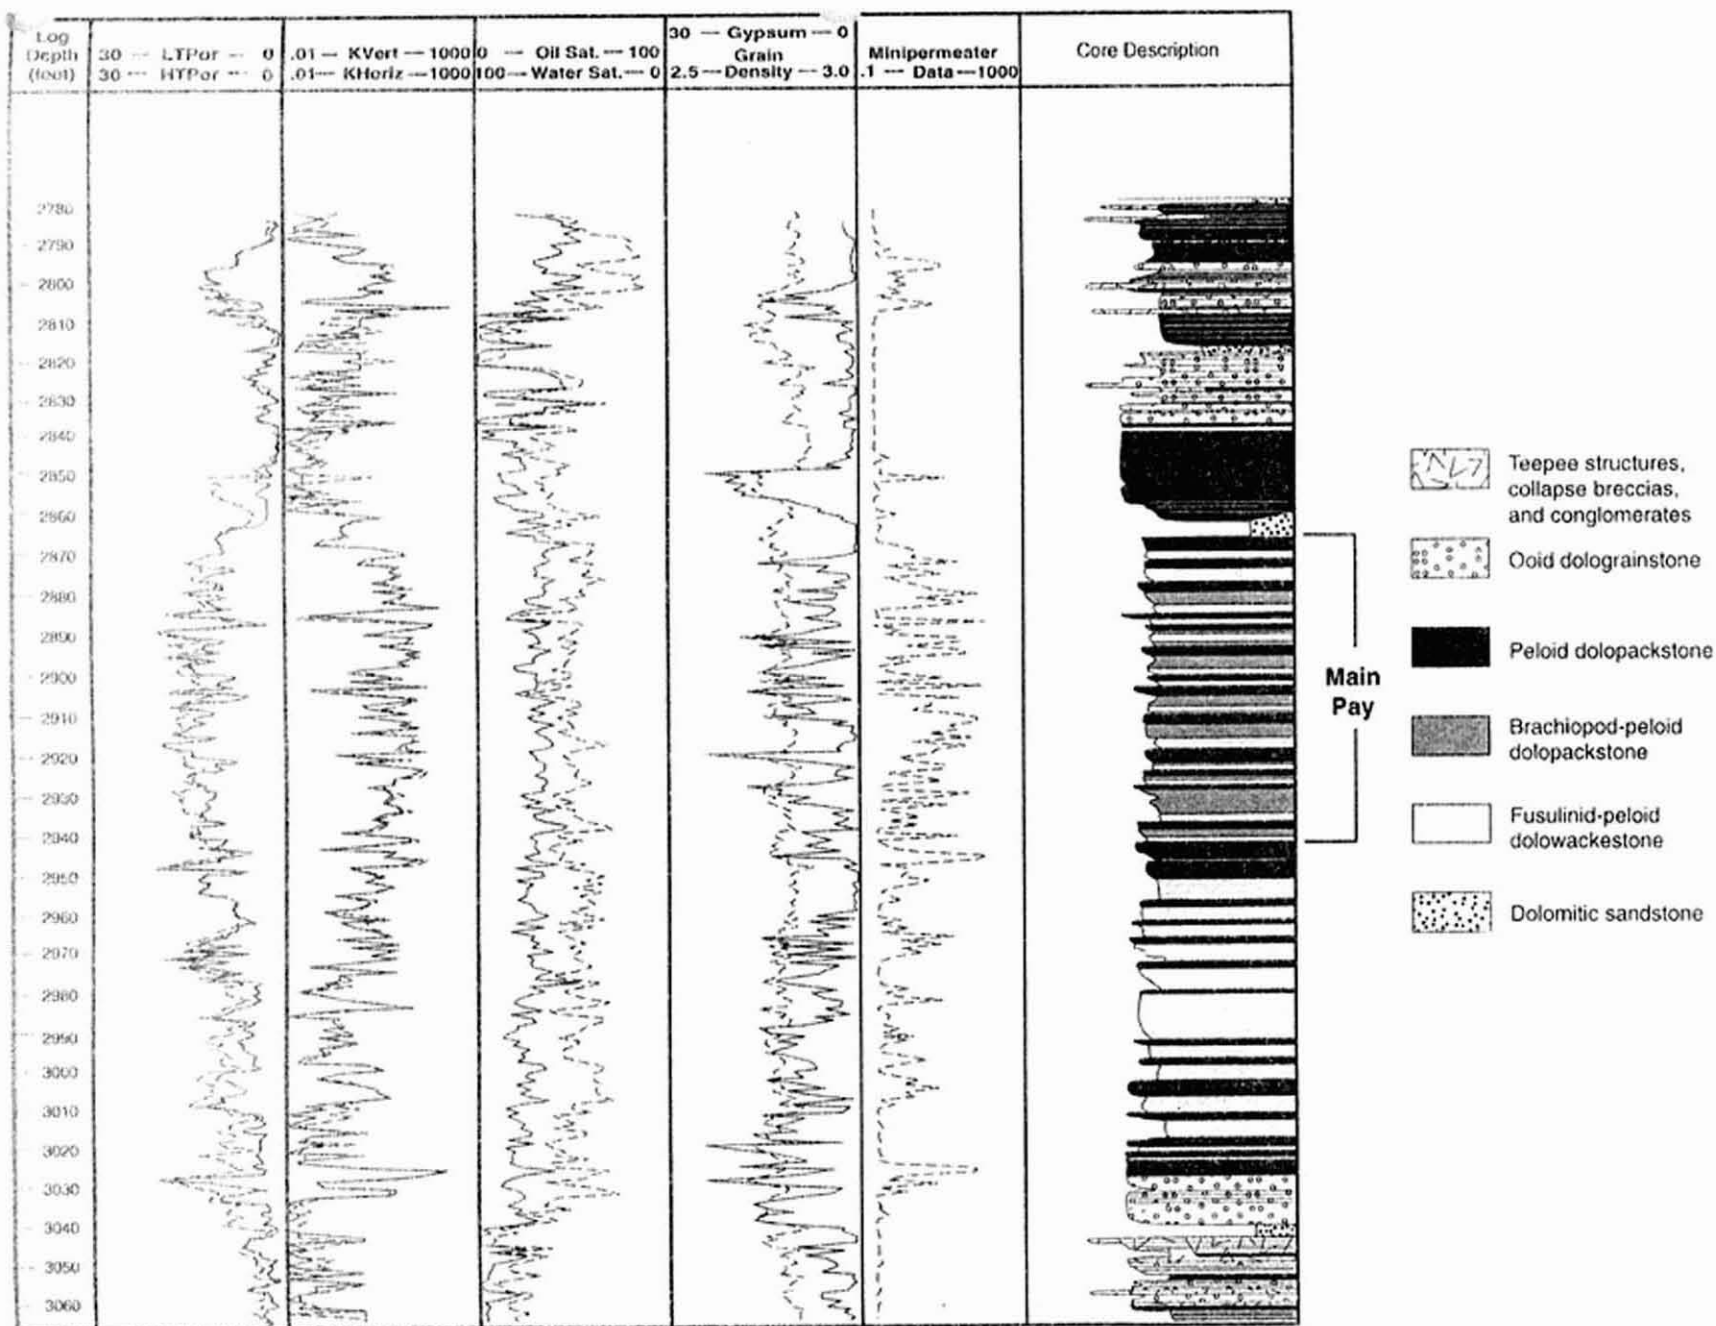 Log
Depth
(feet)
30 --- LTPor --- 0
30 --- HTPor --- 0
.01 -- KVert --- 1000
.01 --- KHoriz --- 1000
0 --- Oil Sat. --- 100
100 --- Water Sat. --- 0
30 --- Gypsum --- 0
Grain
2.5 --- Density --- 3.0
Minipermeater
.1 --- Data --- 1000
Core Description
2780
2790
2800
2810
2820
2830
2840
2850
2860
2870
2880
2890
2900
2910
2920
2930
2940
2950
2960
2970
2980
2990
3000
3010
3020
3030
3040
3050
3060
Main
Pay
Teepee structures,
collapse breccias,
and conglomerates
Ooid dolograinstone
Peloid dolopackstone
Brachiopod-peloid
dolopackstone
Fusulinid-peloid
dolowackestone
Dolomitic sandstone